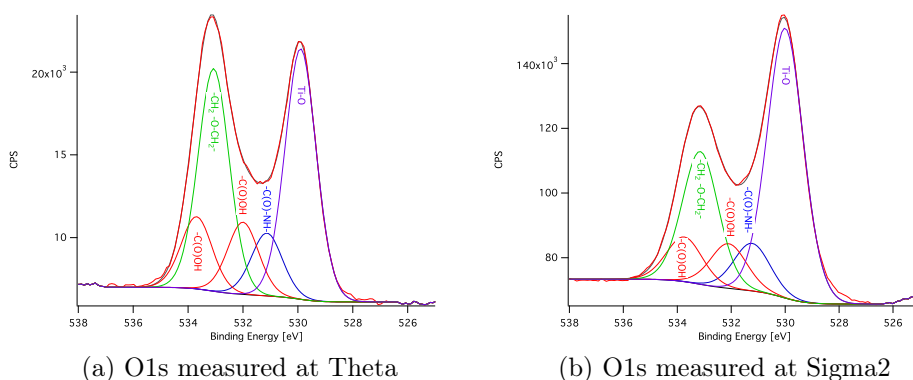 20x10³
15
10
CPS
538
536
534
532
530
528
526
Binding Energy [eV]
-C(O)OH
-CH₂-O-CH₂-
-C(O)OH
-C(O)-NH-
Ti-O
(a) O1s measured at Theta
140x10³
120
100
80
CPS
538
536
534
532
530
528
526
Binding Energy [eV]
-C(O)OH
-CH₂-O-CH₂-
-C(O)OH
-C(O)-NH-
Ti-O
(b) O1s measured at Sigma2